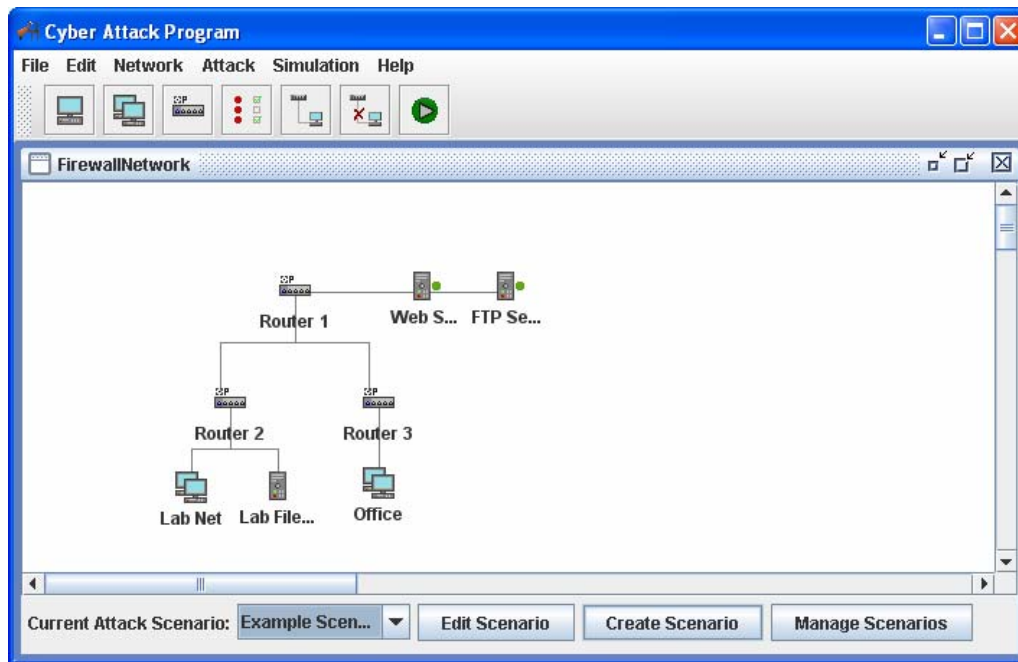 Cyber Attack Program
File Edit Network Attack Simulation Help
FirewallNetwork
Router 1
Web S... FTP Se...
Router 2
Router 3
Lab Net Lab File... Office
Current Attack Scenario: Example Scen... Edit Scenario Create Scenario Manage Scenarios